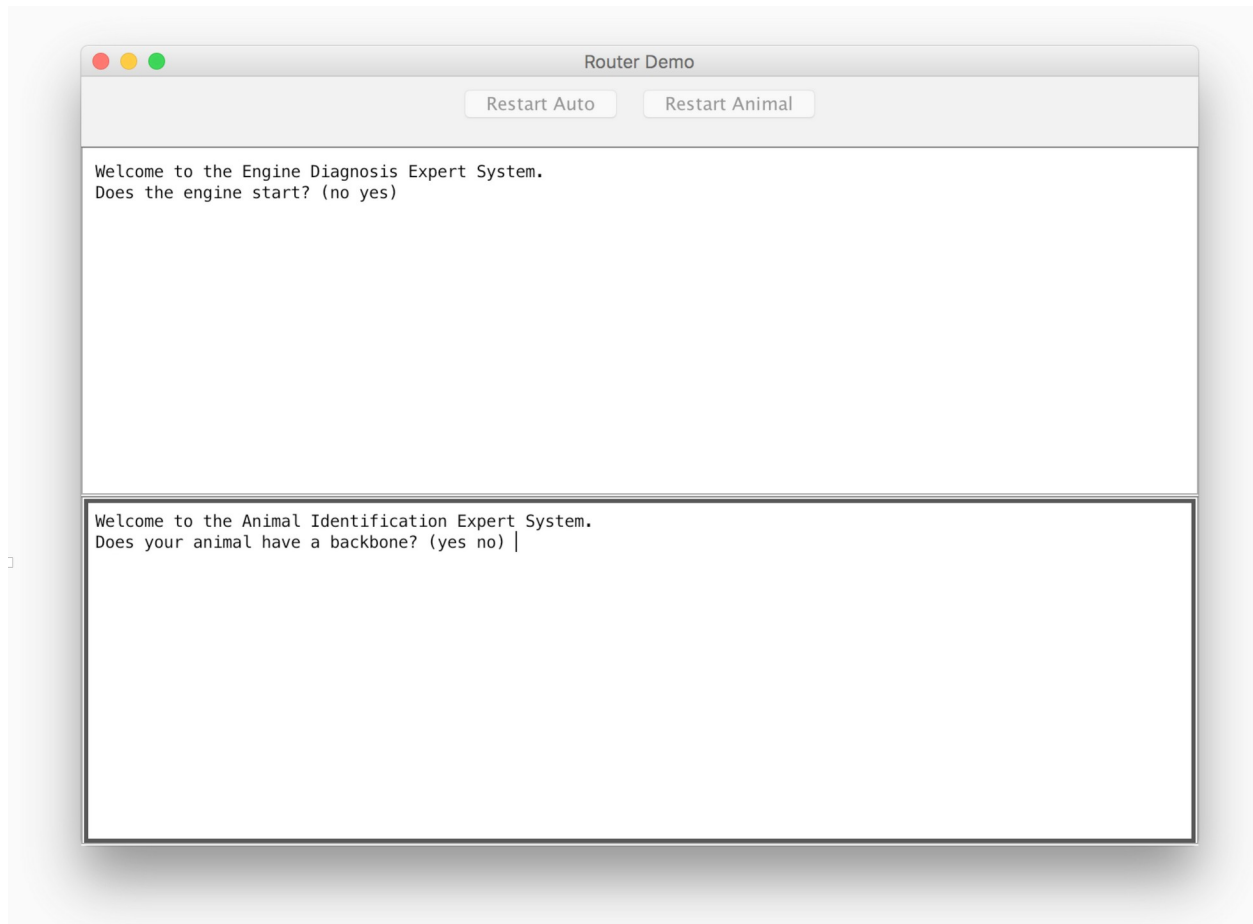 Router Demo
Restart Auto Restart Animal
Welcome to the Engine Diagnosis Expert System.
Does the engine start? (no yes)
Welcome to the Animal Identification Expert System.
Does your animal have a backbone? (yes no)